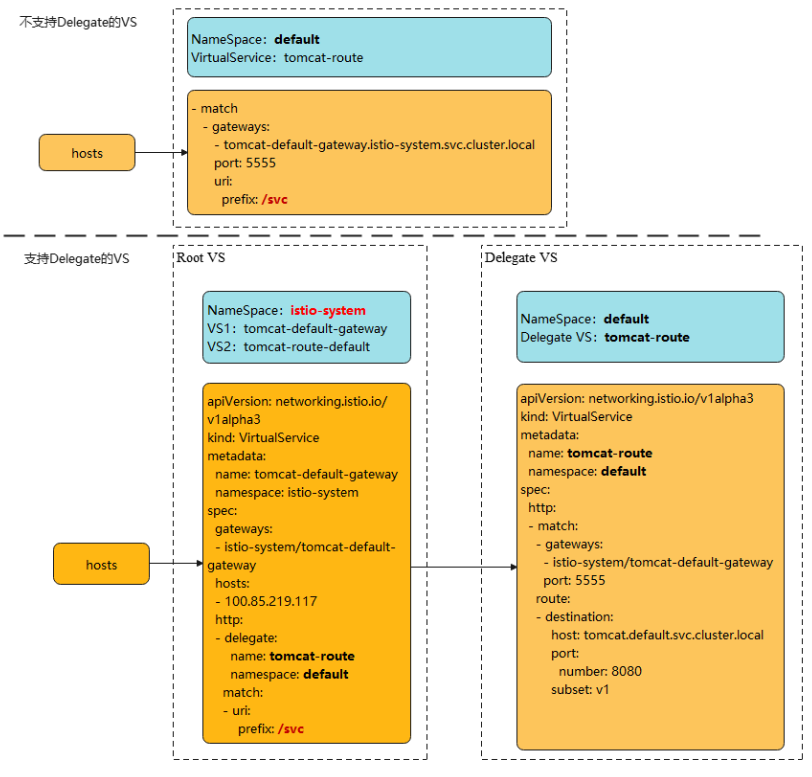 不支持Delegate的VS
NameSpace：default
VirtualService：tomcat-route
hosts
- match
- gateways:
- tomcat-default-gateway.istio-system.svc.cluster.local
port: 5555
uri:
prefix: /svc
支持Delegate的VS
Root VS
NameSpace：istio-system
VS1：tomcat-default-gateway
VS2：tomcat-route-default
hosts
apiVersion: networking.istio.io/
v1alpha3
kind: VirtualService
metadata:
name: tomcat-default-gateway
namespace: istio-system
spec:
gateways:
- istio-system/tomcat-default-
gateway
hosts:
- 100.85.219.117
http:
- delegate:
name: tomcat-route
namespace: default
match:
- uri:
prefix: /svc
Delegate VS
NameSpace：default
Delegate VS：tomcat-route
apiVersion: networking.istio.io/v1alpha3
kind: VirtualService
metadata:
name: tomcat-route
namespace: default
spec:
http:
- match:
- gateways:
- istio-system/tomcat-default-gateway
port: 5555
route:
- destination:
host: tomcat.default.svc.cluster.local
port:
number: 8080
subset: v1